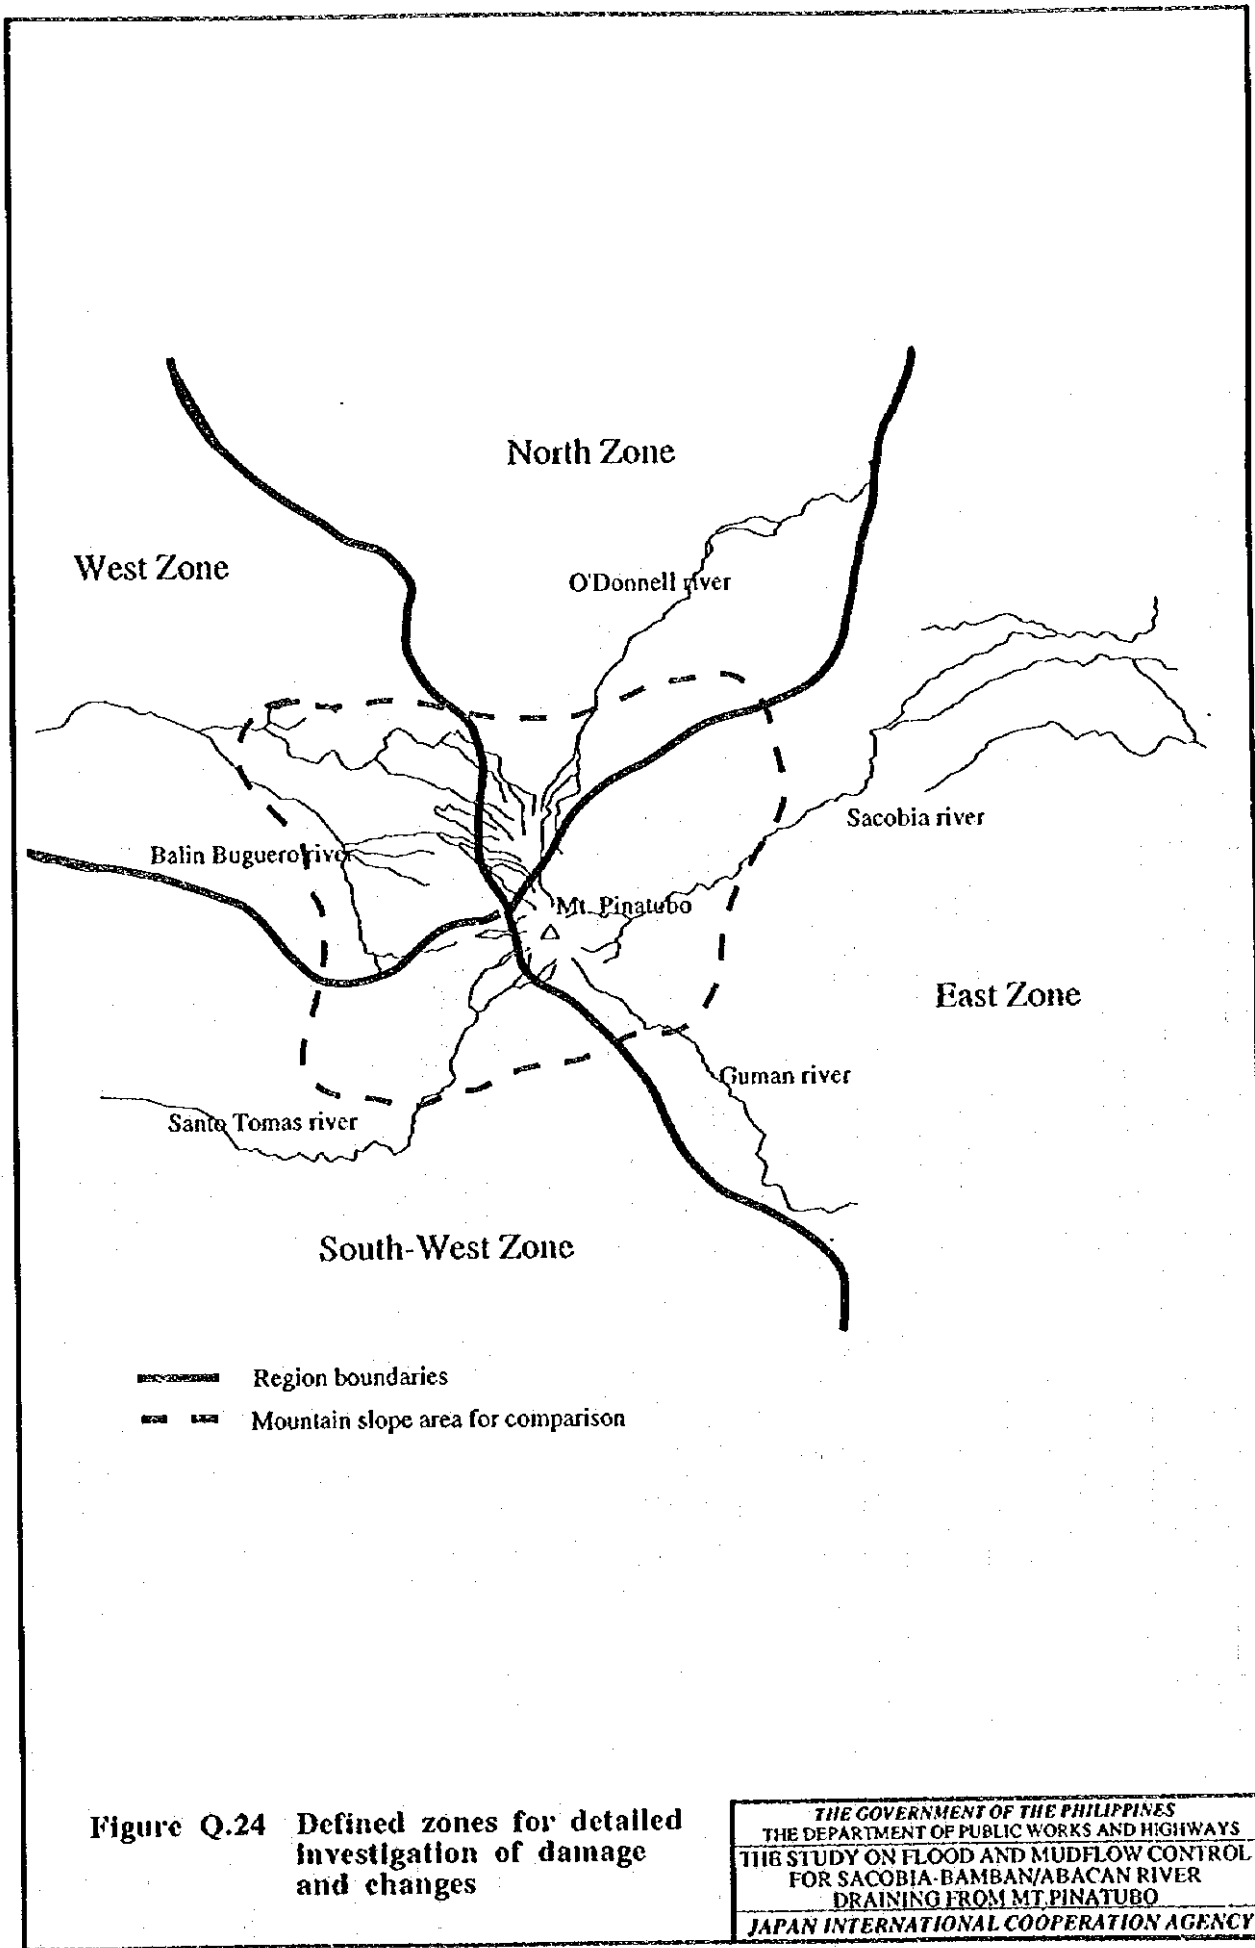 North Zone
West Zone
O'Donnell river
Sacobia river
Balin Buguero river
Mt. Pinatubo
East Zone
Guman river
Santo Tomas river
South-West Zone
Region boundaries
Mountain slope area for comparison
Figure Q.24 Defined zones for detailed
investigation of damage
and changes
THE GOVERNMENT OF THE PHILIPPINES
THE DEPARTMENT OF PUBLIC WORKS AND HIGHWAYS
THE STUDY ON FLOOD AND MUDFLOW CONTROL
FOR SACOBIA-BAMBAN/ABACAN RIVER
DRAINING FROM MT.PINATUBO
JAPAN INTERNATIONAL COOPERATION AGENCY